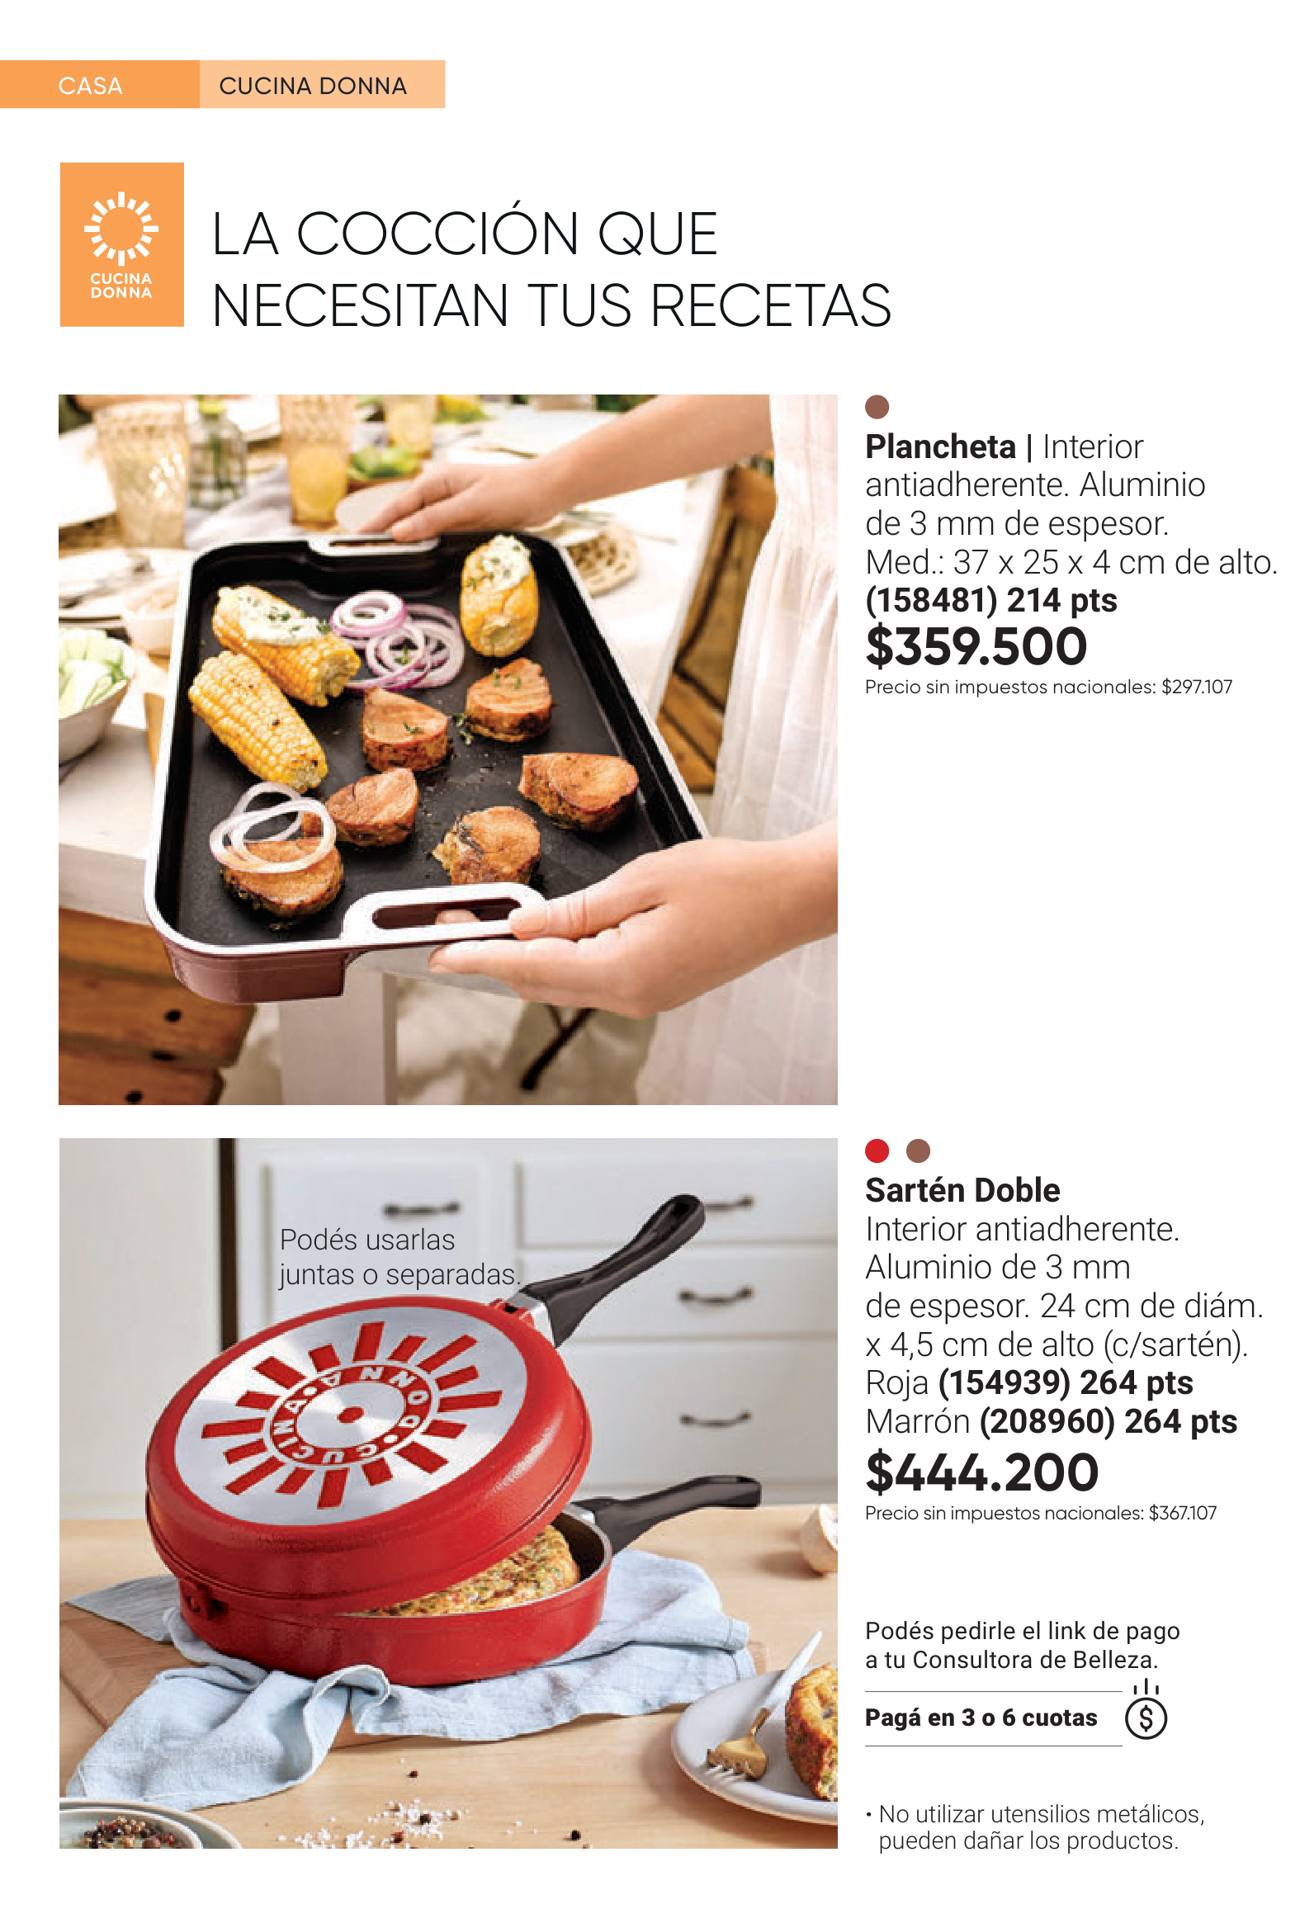 CASA
CUCINA DONNA
CUCINA
DONNA
LA COCCIÓN QUE
NECESITAN TUS RECETAS
Plancheta | Interior
antiadherente. Aluminio
de 3 mm de espesor.
Med.: 37 x 25 x 4 cm de alto.
(158481) 214 pts
$359.500
Precio sin impuestos nacionales: $297.107
Podés usarlas
juntas o separadas.
CUCINA • DONNA •
Sartén Doble
Interior antiadherente.
Aluminio de 3 mm
de espesor. 24 cm de diám.
x 4,5 cm de alto (c/sartén).
Roja (154939) 264 pts
Marrón (208960) 264 pts
$444.200
Precio sin impuestos nacionales: $367.107
Podés pedirle el link de pago
a tu Consultora de Belleza.
Pagá en 3 o 6 cuotas
$
• No utilizar utensilios metálicos,
pueden dañar los productos.